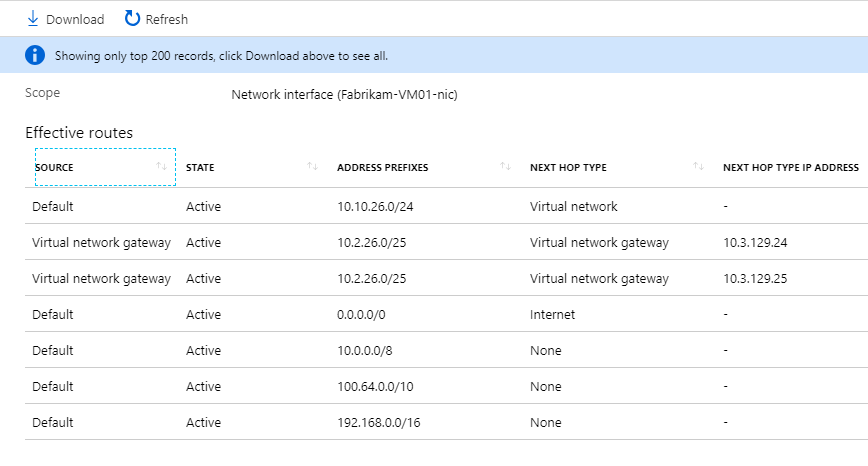 Download Refresh
Showing only top 200 records, click Download above to see all.
Scope Network interface (Fabrikam-VM01-nic)
Effective routes
SOURCE STATE ADDRESS PREFIXES NEXT HOP TYPE NEXT HOP TYPE IP ADDRESS
Default Active 10.10.26.0/24 Virtual network -
Virtual network gateway Active 10.2.26.0/25 Virtual network gateway 10.3.129.24
Virtual network gateway Active 10.2.26.0/25 Virtual network gateway 10.3.129.25
Default Active 0.0.0.0/0 Internet -
Default Active 10.0.0.0/8 None -
Default Active 100.64.0.0/10 None -
Default Active 192.168.0.0/16 None -